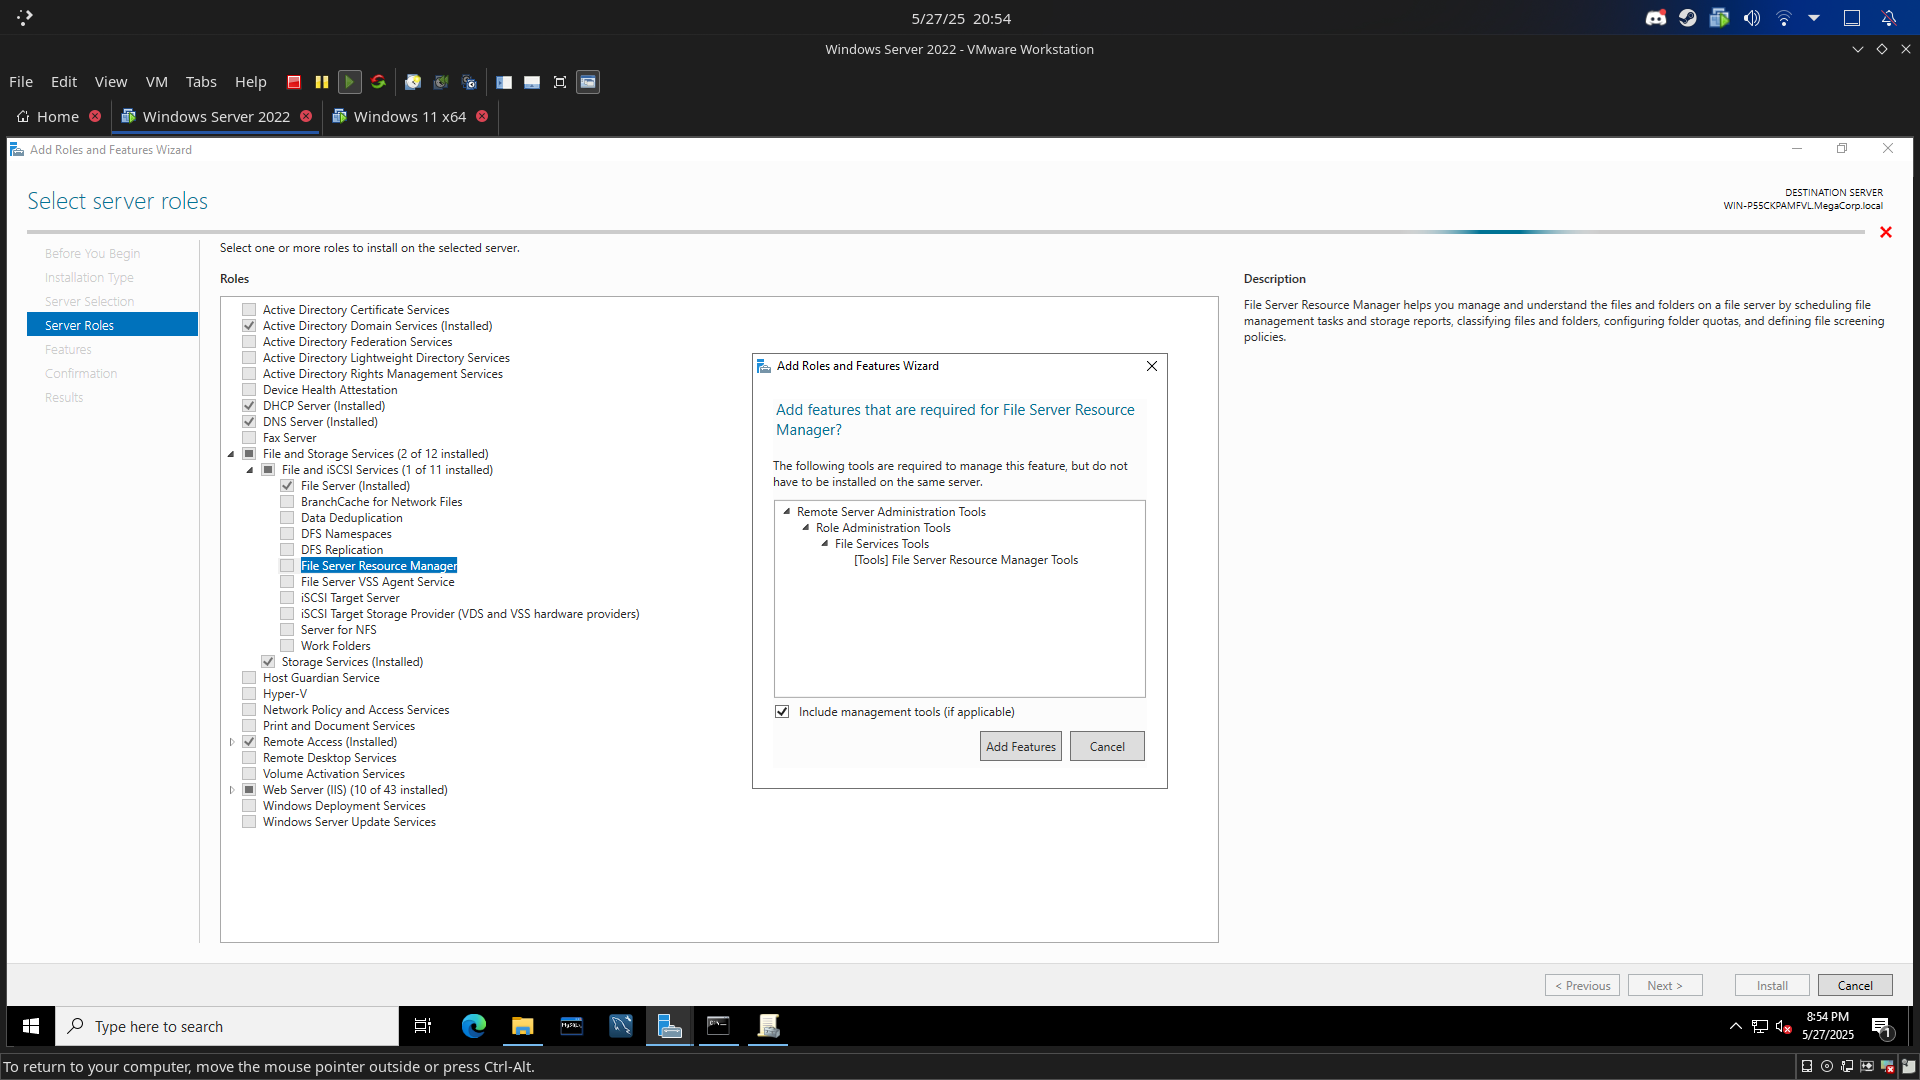 5/27/25 20:54
Windows Server 2022 - VMware Workstation
File Edit View VM Tabs Help
Home Windows Server 2022 Windows 11 x64
Add Roles and Features Wizard
Select server roles
DESTINATION SERVER
WIN-P55CKPAMFVL.MegaCorp.local
Before You Begin
Installation Type
Server Selection
Server Roles
Features
Confirmation
Results
Select one or more roles to install on the selected server.
Roles
Active Directory Certificate Services
Active Directory Domain Services (Installed)
Active Directory Federation Services
Active Directory Lightweight Directory Services
Active Directory Rights Management Services
Device Health Attestation
DHCP Server (Installed)
DNS Server (Installed)
Fax Server
File and Storage Services (2 of 12 installed)
File and iSCSI Services (1 of 11 installed)
File Server (Installed)
BranchCache for Network Files
Data Deduplication
DFS Namespaces
DFS Replication
File Server Resource Manager
File Server VSS Agent Service
iSCSI Target Server
iSCSI Target Storage Provider (VDS and VSS hardware providers)
Server for NFS
Work Folders
Storage Services (Installed)
Host Guardian Service
Hyper-V
Network Policy and Access Services
Print and Document Services
Remote Access (Installed)
Remote Desktop Services
Volume Activation Services
Web Server (IIS) (10 of 43 installed)
Windows Deployment Services
Windows Server Update Services
Add Roles and Features Wizard
Add features that are required for File Server Resource
Manager?
The following tools are required to manage this feature, but do not
have to be installed on the same server.
Remote Server Administration Tools
Role Administration Tools
File Services Tools
[Tools] File Server Resource Manager Tools
Include management tools (if applicable)
Add Features Cancel
Description
File Server Resource Manager helps you manage and understand the files and folders on a file server by scheduling file
management tasks and storage reports, classifying files and folders, configuring folder quotas, and defining file screening
policies.
< Previous Next > Install Cancel
Type here to search
MySQL
8:54 PM
5/27/2025
1
To return to your computer, move the mouse pointer outside or press Ctrl-Alt.